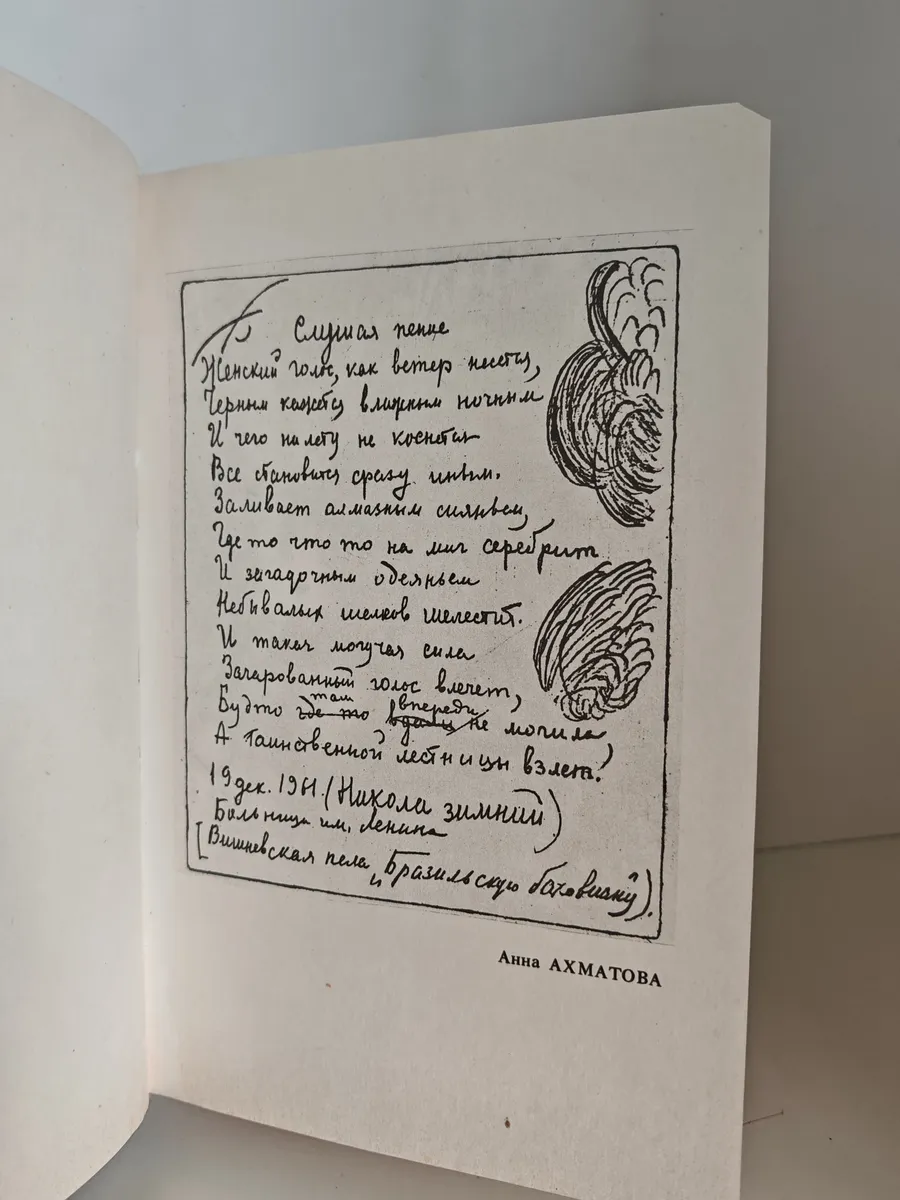 Слушая пение
Женский голос, как ветер несется,
Черным кажется влажным ночным
И чего на лету не коснется
Все становится сразу иным.
Заливает алмазным сияньем,
Где то что то на миг серебрит
И загадочным одеяньем
Небывалых шелков шелестит.
И такая могучая сила
Зачарованный голос влечет,
там впереди
Будто где то вдали не могила,
А таинственной лестницы взлет!
19 дек. 1961. (Никола зимний)
Больница им. Ленина
[Вишневская пела „Бразильскую бахвиану").
Анна АХМАТОВА